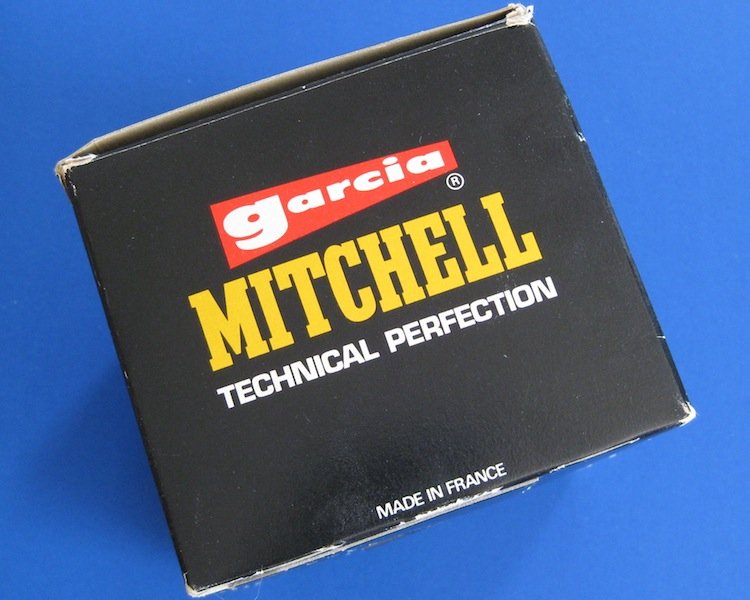 garcia ®
MITCHELL
TECHNICAL PERFECTION
MADE IN FRANCE